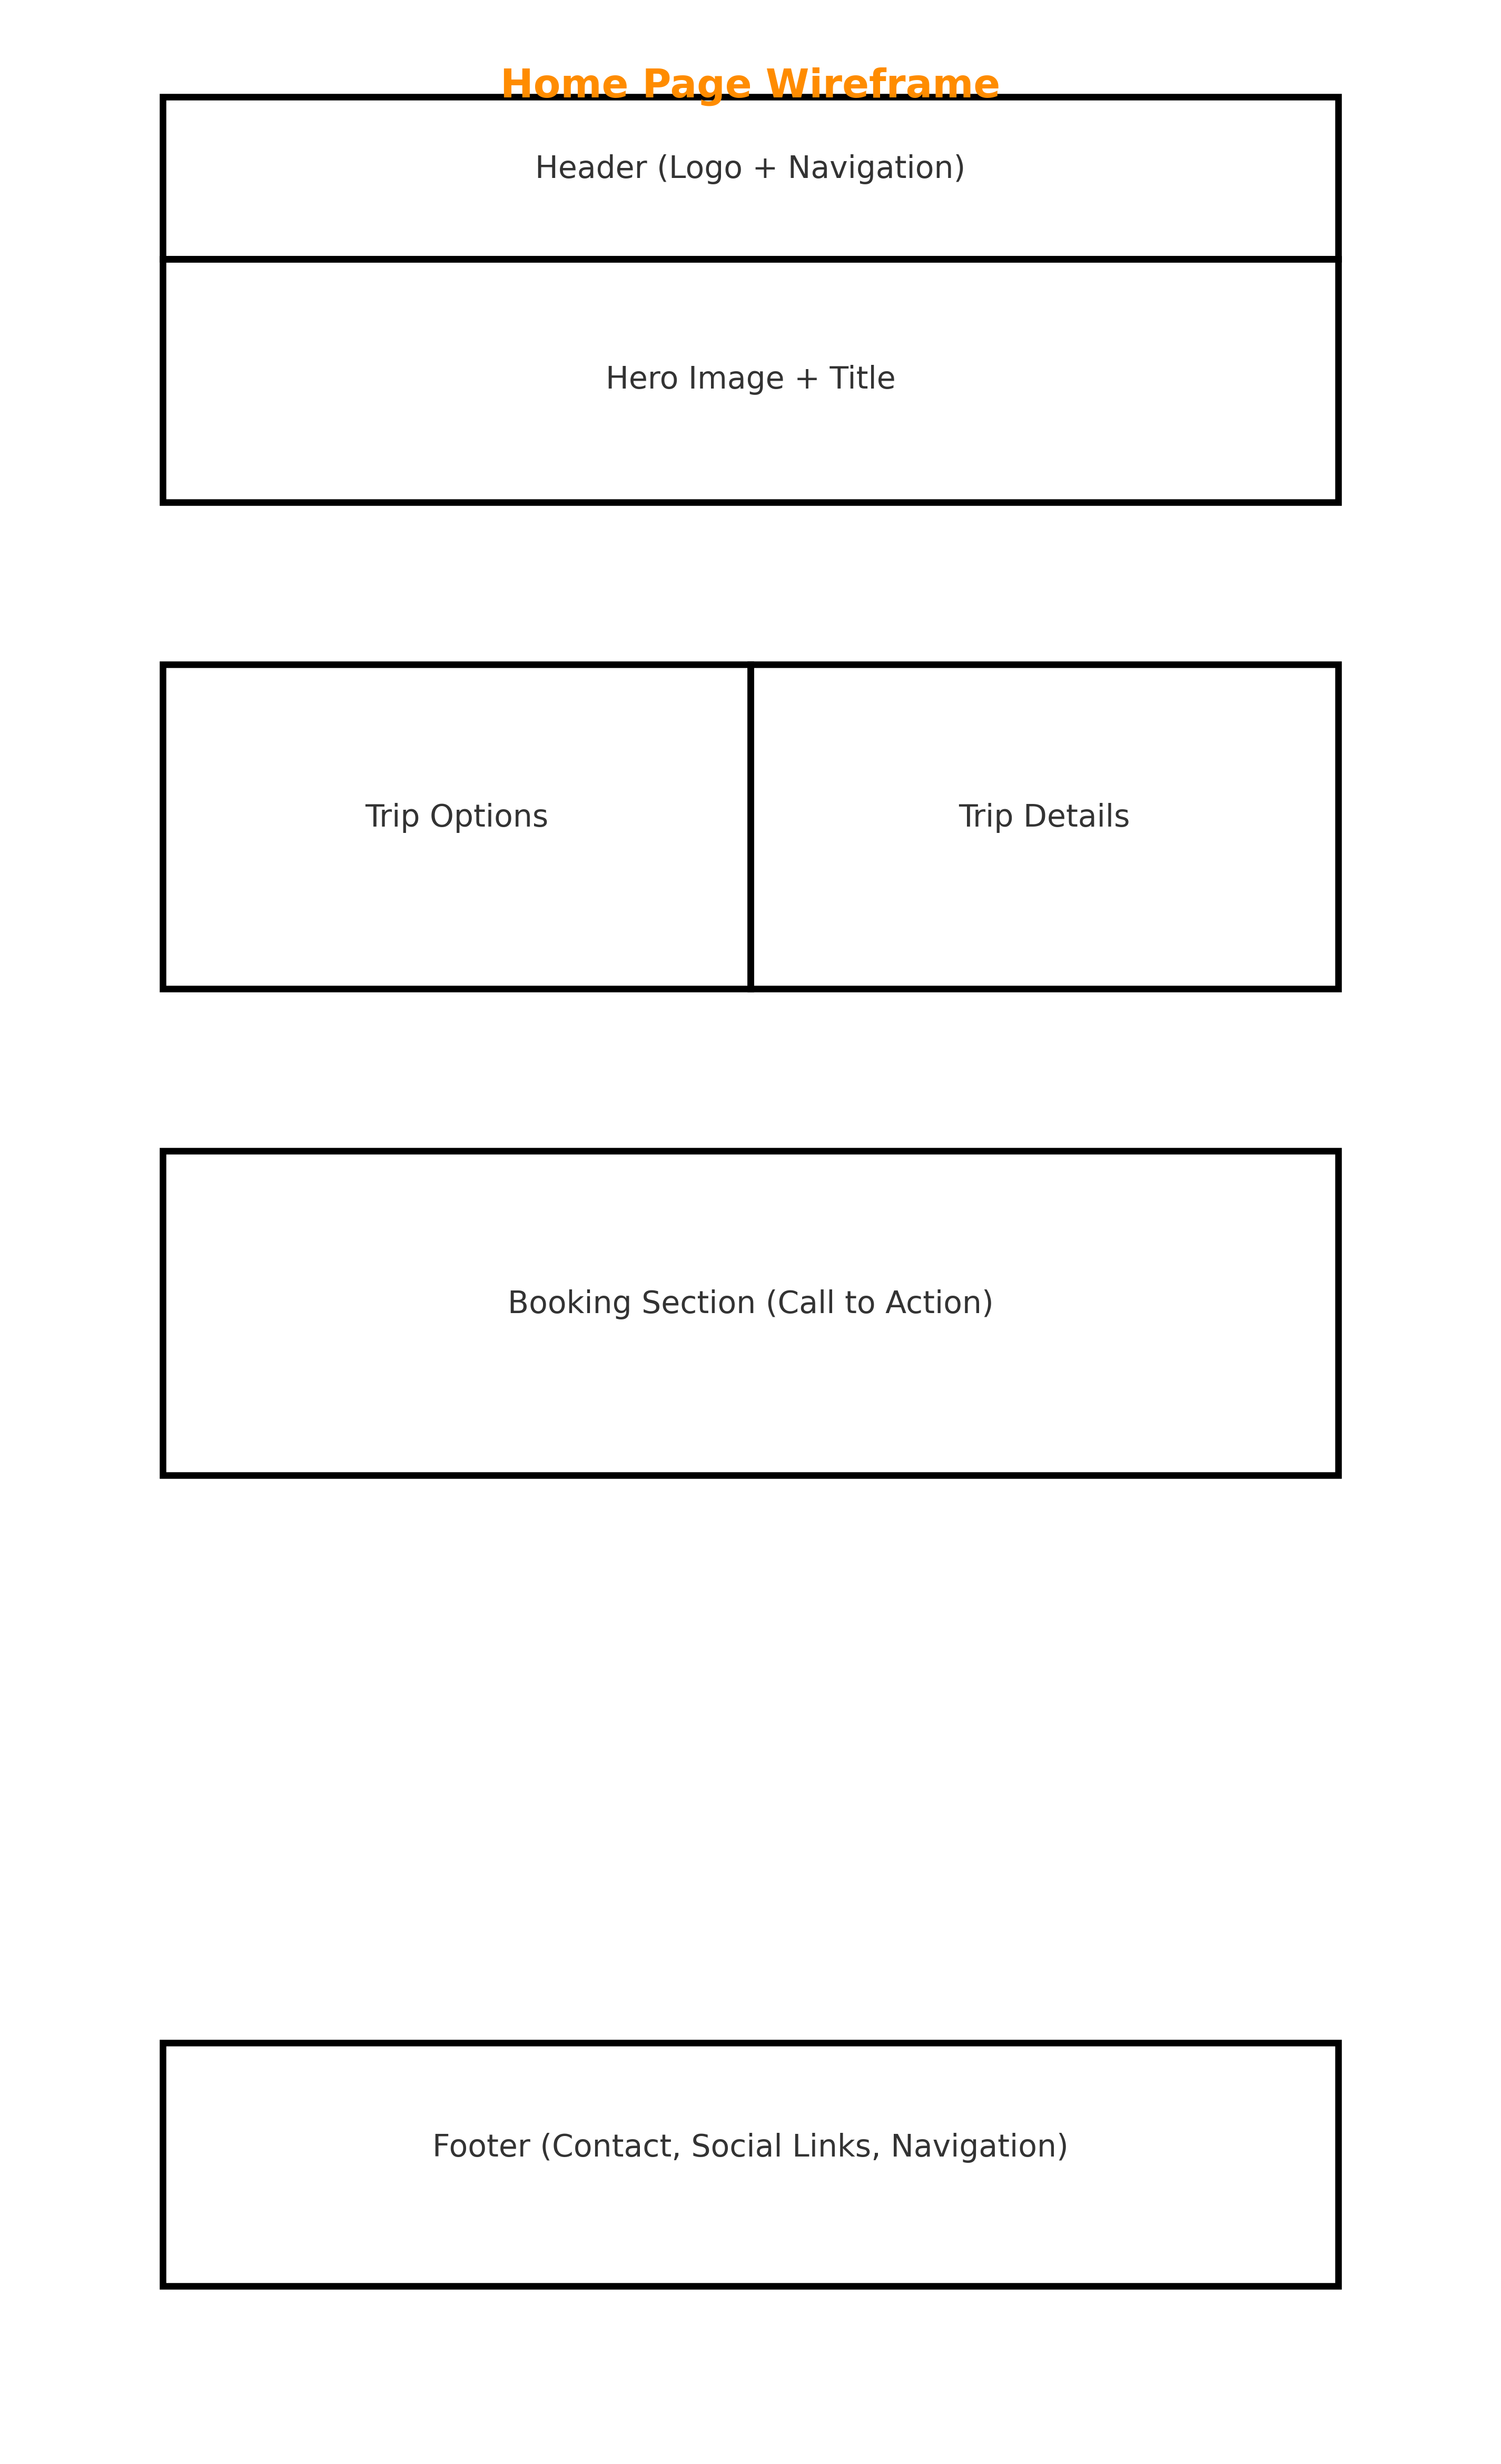 Home Page Wireframe
Header (Logo + Navigation)
Hero Image + Title
Trip Options
Trip Details
Booking Section (Call to Action)
Footer (Contact, Social Links, Navigation)